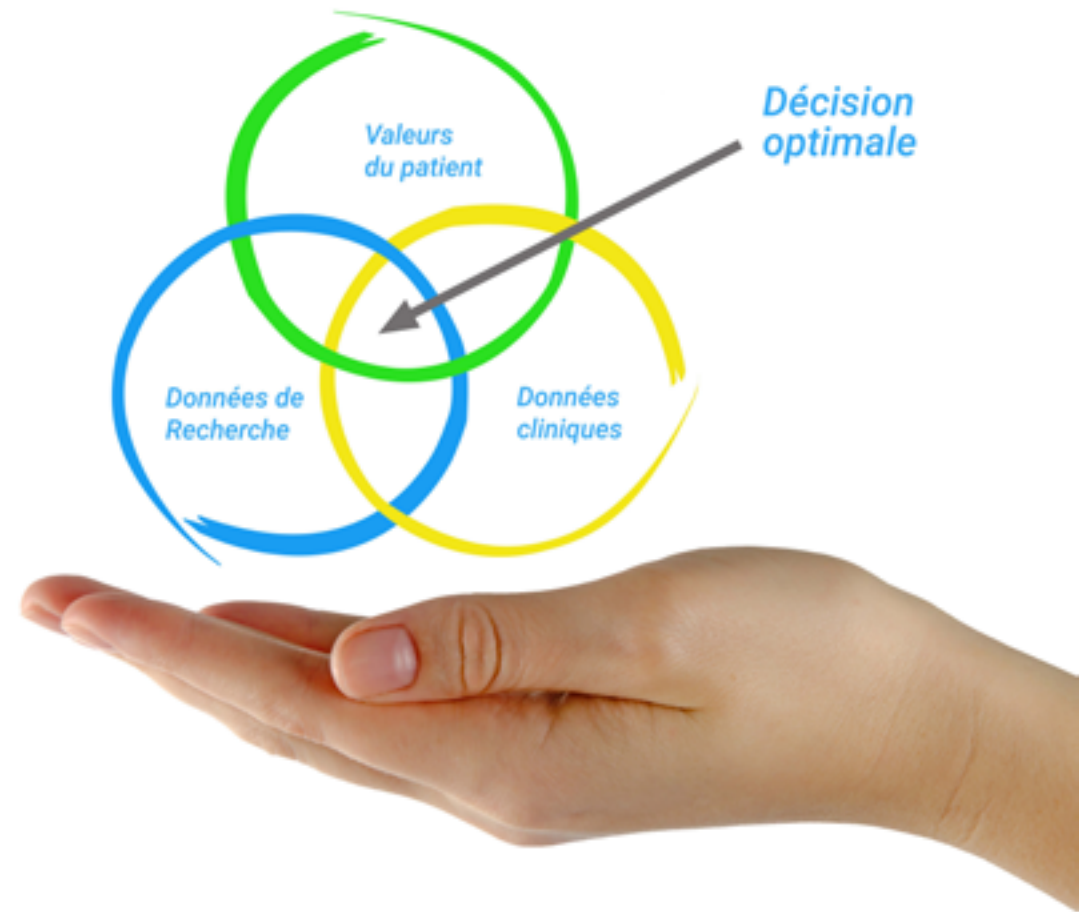 Valeurs
du patient
Décision
optimale
Données de
Recherche
Données
cliniques